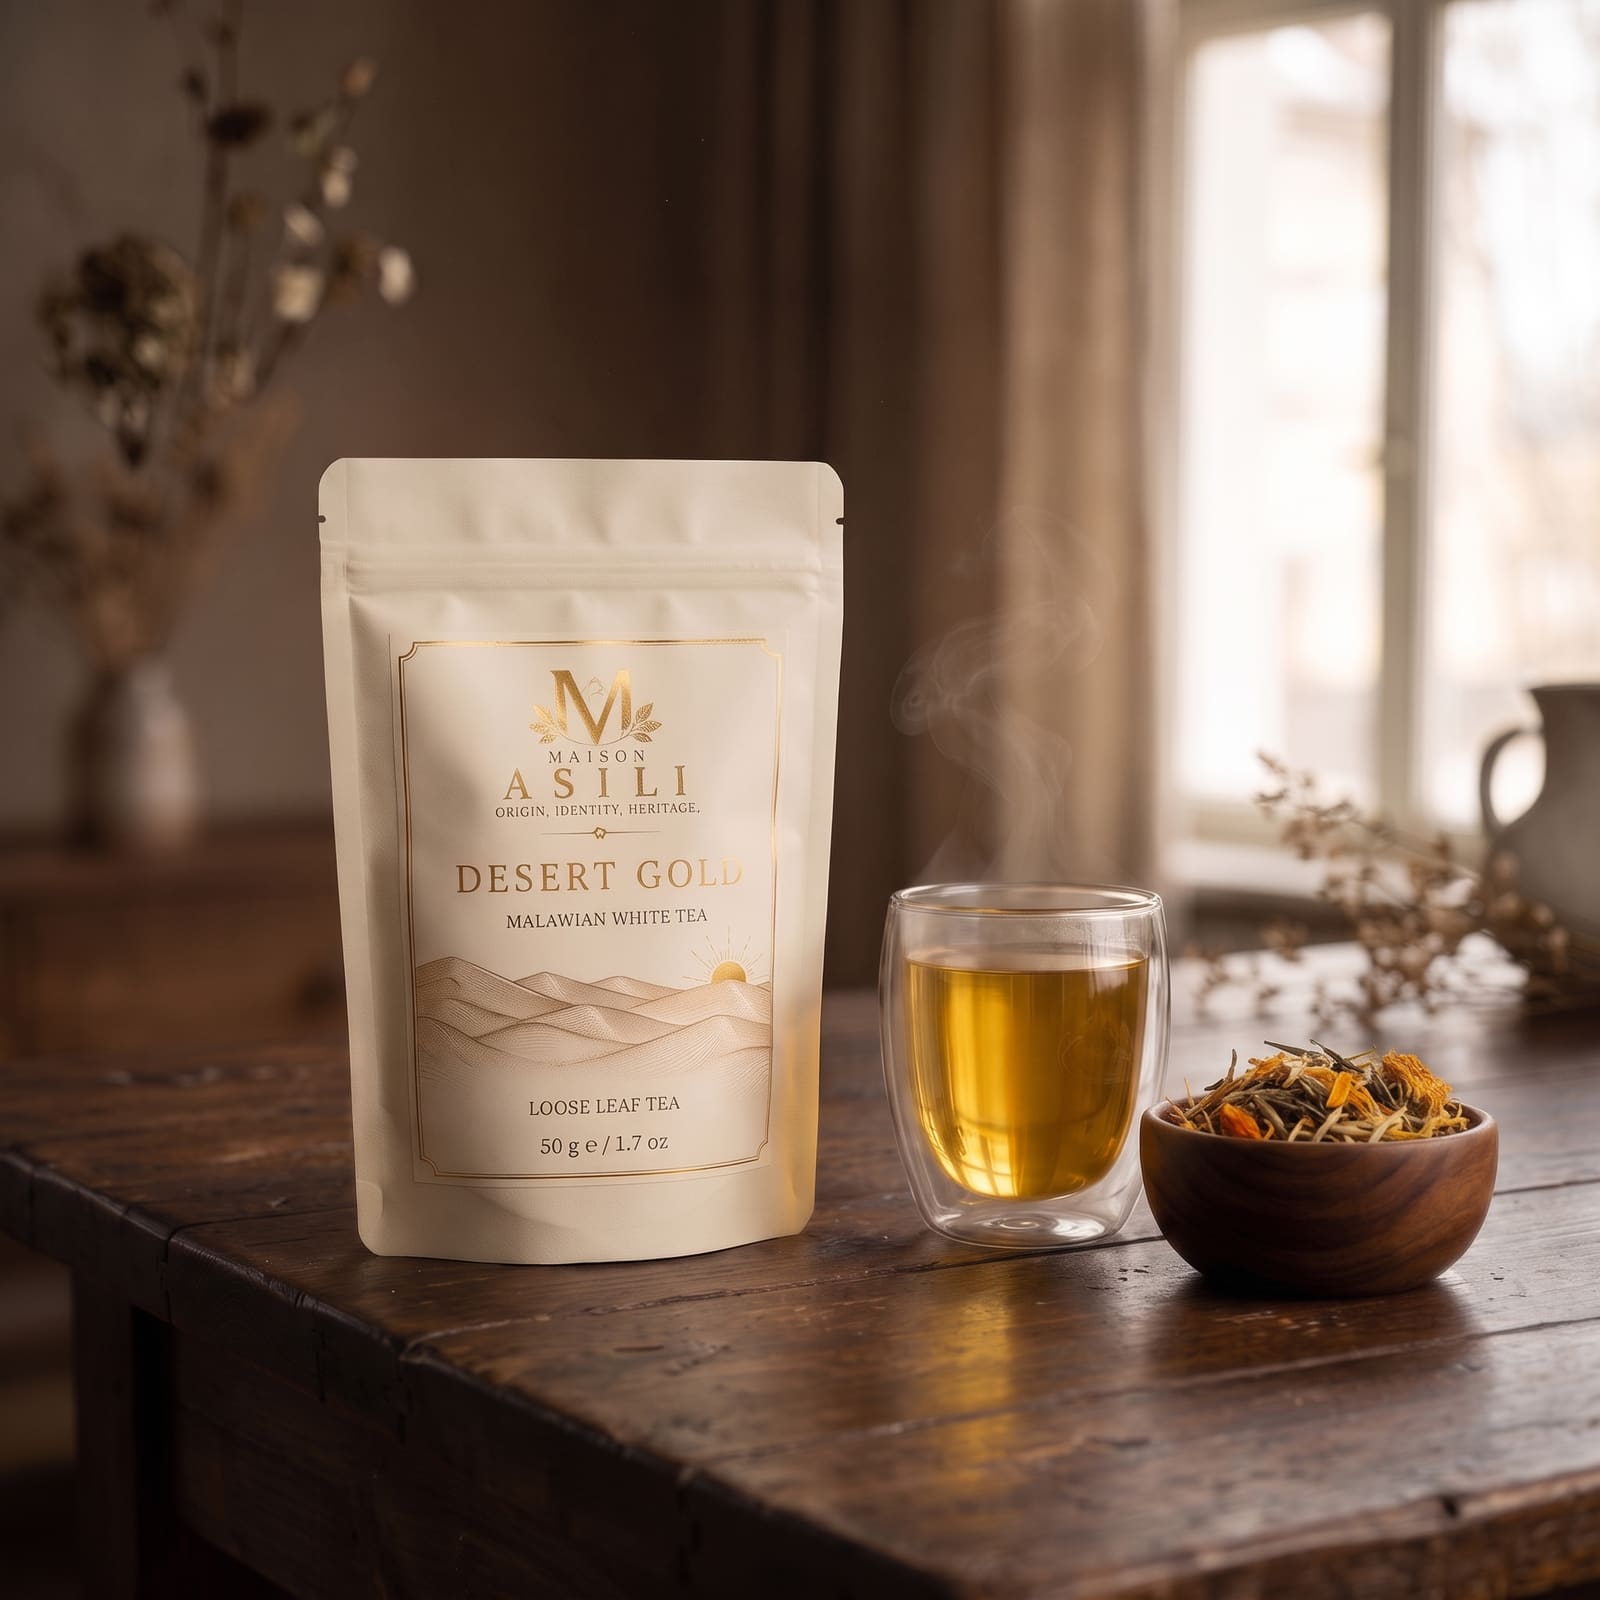 M
MAISON
ASILI
ORIGIN, IDENTITY, HERITAGE.
DESERT GOLD
MALAWIAN WHITE TEA
LOOSE LEAF TEA
50 g ℮ / 1.7 oz